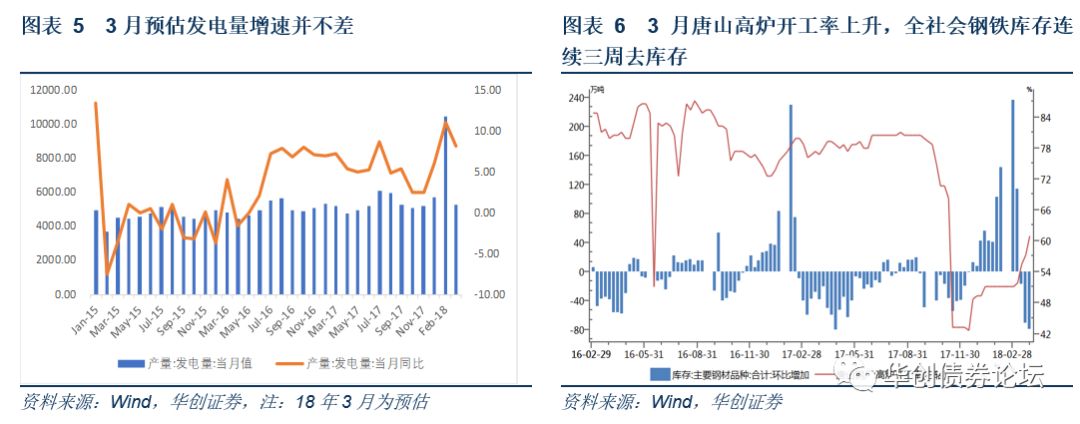 图表 5 3 月预估发电量增速并不差
12000.00
10000.00
8000.00
6000.00
4000.00
2000.00
0.00
15.00
10.00
5.00
0.00
-5.00
-10.00
Jan-15
Mar-15
May-15
Jul-15
Sep-15
Nov-15
Mar-16
May-16
Jul-16
Sep-16
Nov-16
Mar-17
May-17
Jul-17
Sep-17
Nov-17
Feb-18
产量:发电量:当月值
产量:发电量:当月同比
资料来源：Wind，华创证券，注：18 年 3 月为预估
图表 6 3 月唐山高炉开工率上升，全社会钢铁库存连
续三周去库存
万吨
240
200
160
120
80
40
0
-40
-80
%
84
78
72
66
60
54
48
42
16-02-29
16-05-31
16-08-31
16-11-30
17-02-28
17-05-31
17-08-31
17-11-30
18-02-28
库存:主要钢材品种:合计:环比增加
高炉
华创债券论坛
资料来源：Wind，华创证券